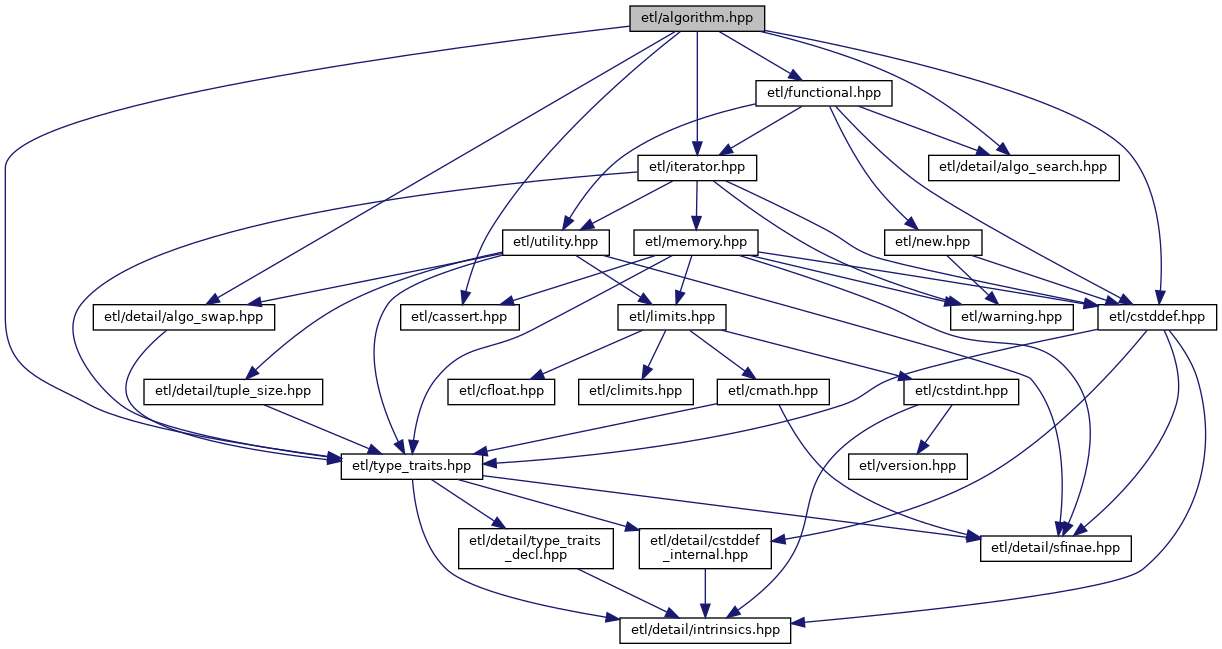 etl/algorithm.hpp
etl/functional.hpp
etl/iterator.hpp
etl/detail/algo_search.hpp
etl/utility.hpp
etl/memory.hpp
etl/new.hpp
etl/detail/algo_swap.hpp
etl/cassert.hpp
etl/limits.hpp
etl/warning.hpp
etl/cstddef.hpp
etl/detail/tuple_size.hpp
etl/cfloat.hpp
etl/climits.hpp
etl/cmath.hpp
etl/cstdint.hpp
etl/type_traits.hpp
etl/version.hpp
etl/detail/type_traits
_decl.hpp
etl/detail/cstddef
_internal.hpp
etl/detail/sfinae.hpp
etl/detail/intrinsics.hpp